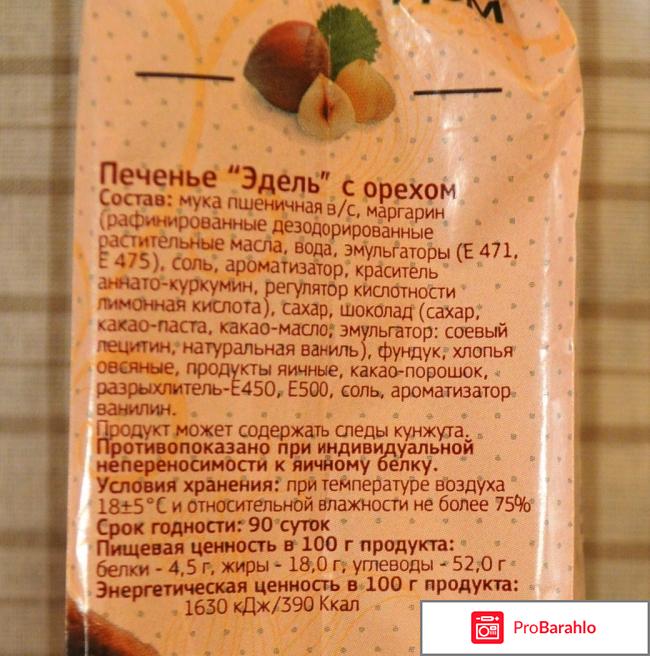 Печенье "Эдель" с орехом
Состав: мука пшеничная в/с, маргарин
(рафинированные дезодорированные
растительные масла, вода, эмульгаторы (Е 471,
Е 475), соль, ароматизатор, краситель
аннато-куркумин, регулятор кислотности
лимонная кислота), сахар, шоколад (сахар,
какао-паста, какао-масло, эмульгатор: соевый
лецитин, натуральная ваниль), фундук, хлопья
овсяные, продукты яичные, какао-порошок,
разрыхлитель-Е450, Е500, соль, ароматизатор
ванилин.
Продукт может содержать следы кунжута.
Противопоказано при индивидуальной
непереносимости к яичному белку.
Условия хранения: при температуре воздуха
18±5°С и относительной влажности не более 75%
Срок годности: 90 суток
Пищевая ценность в 100 г продукта:
белки - 4,5 г, жиры - 18,0 г, углеводы - 52,0 г
Энергетическая ценность в 100 г продукта:
1630 кДж/390 Ккал
ProBarahlo